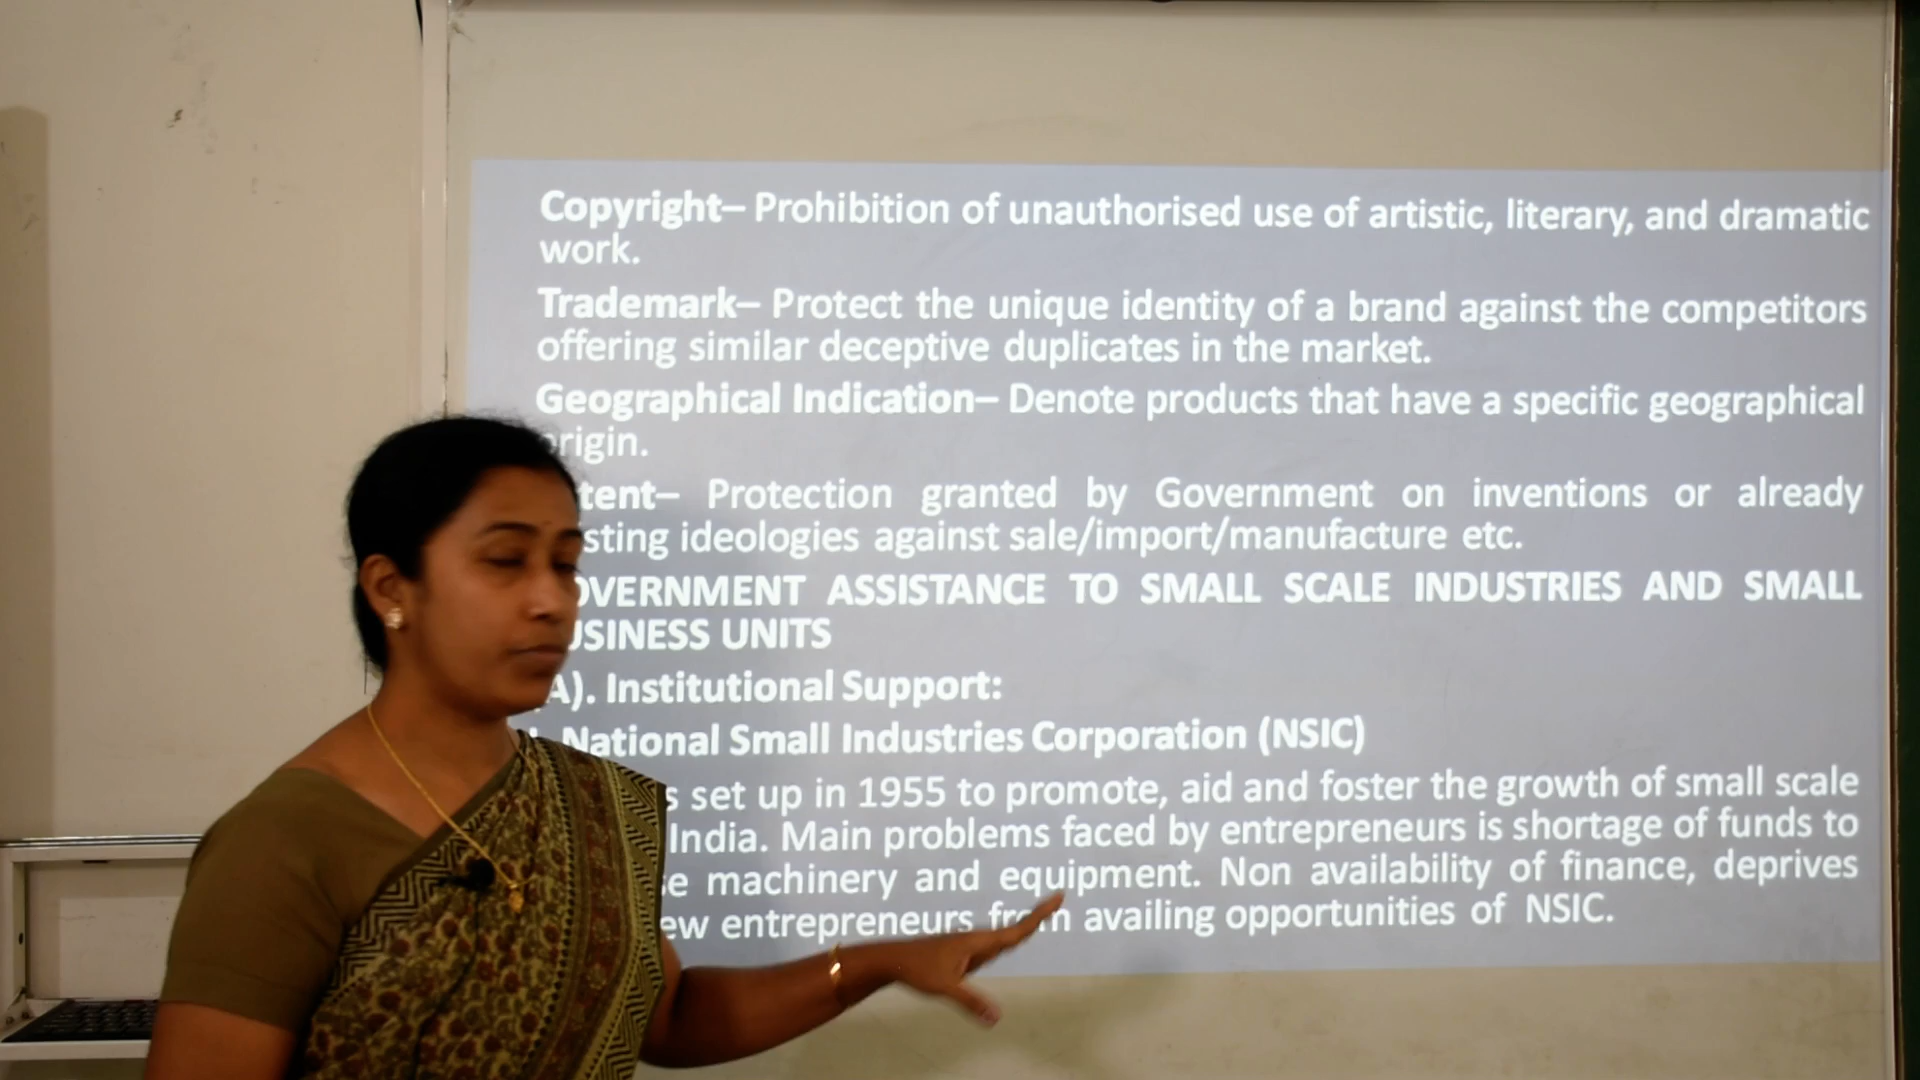 Copyright– Prohibition of unauthorised use of artistic, literary, and dramatic
work.
Trademark– Protect the unique identity of a brand against the competitors
offering similar deceptive duplicates in the market.
Geographical Indication– Denote products that have a specific geographical
origin.
tent– Protection granted by Government on inventions or already
sting ideologies against sale/import/manufacture etc.
OVERNMENT ASSISTANCE TO SMALL SCALE INDUSTRIES AND SMALL
USINESS UNITS
A). Institutional Support:
National Small Industries Corporation (NSIC)
s set up in 1955 to promote, aid and foster the growth of small scale
India. Main problems faced by entrepreneurs is shortage of funds to
e machinery and equipment. Non availability of finance, deprives
ew entrepreneurs from availing opportunities of NSIC.